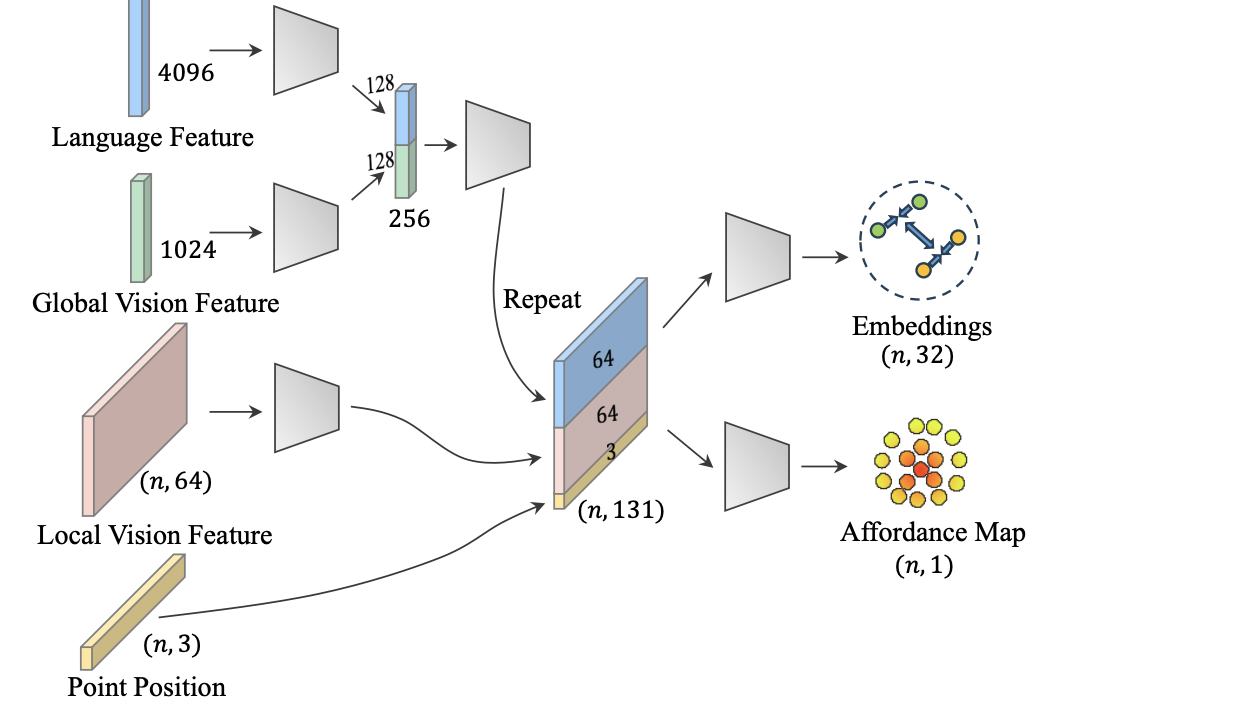 4096
Language Feature
128
128
256
1024
Global Vision Feature
Repeat
(n, 64)
Local Vision Feature
(n, 3)
Point Position
64
64
3
(n, 131)
Embeddings
(n, 32)
Affordance Map
(n, 1)